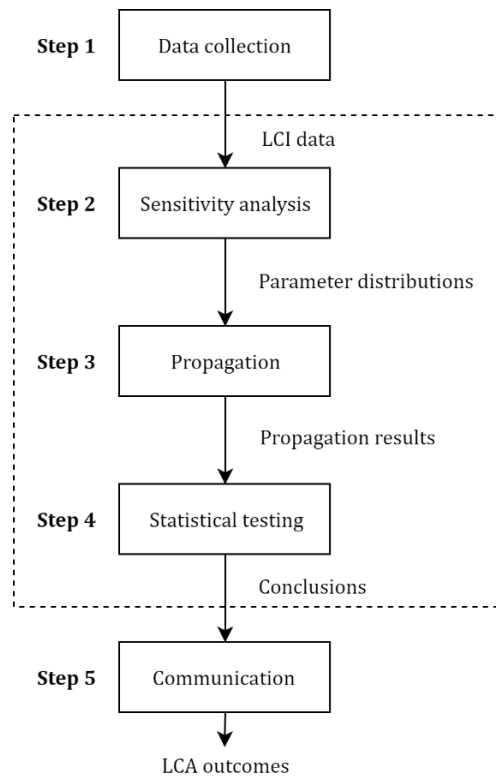 Step 1 Data collection
LCI data
Step 2 Sensitivity analysis
Parameter distributions
Step 3 Propagation
Propagation results
Step 4 Statistical testing
Conclusions
Step 5 Communication
LCA outcomes